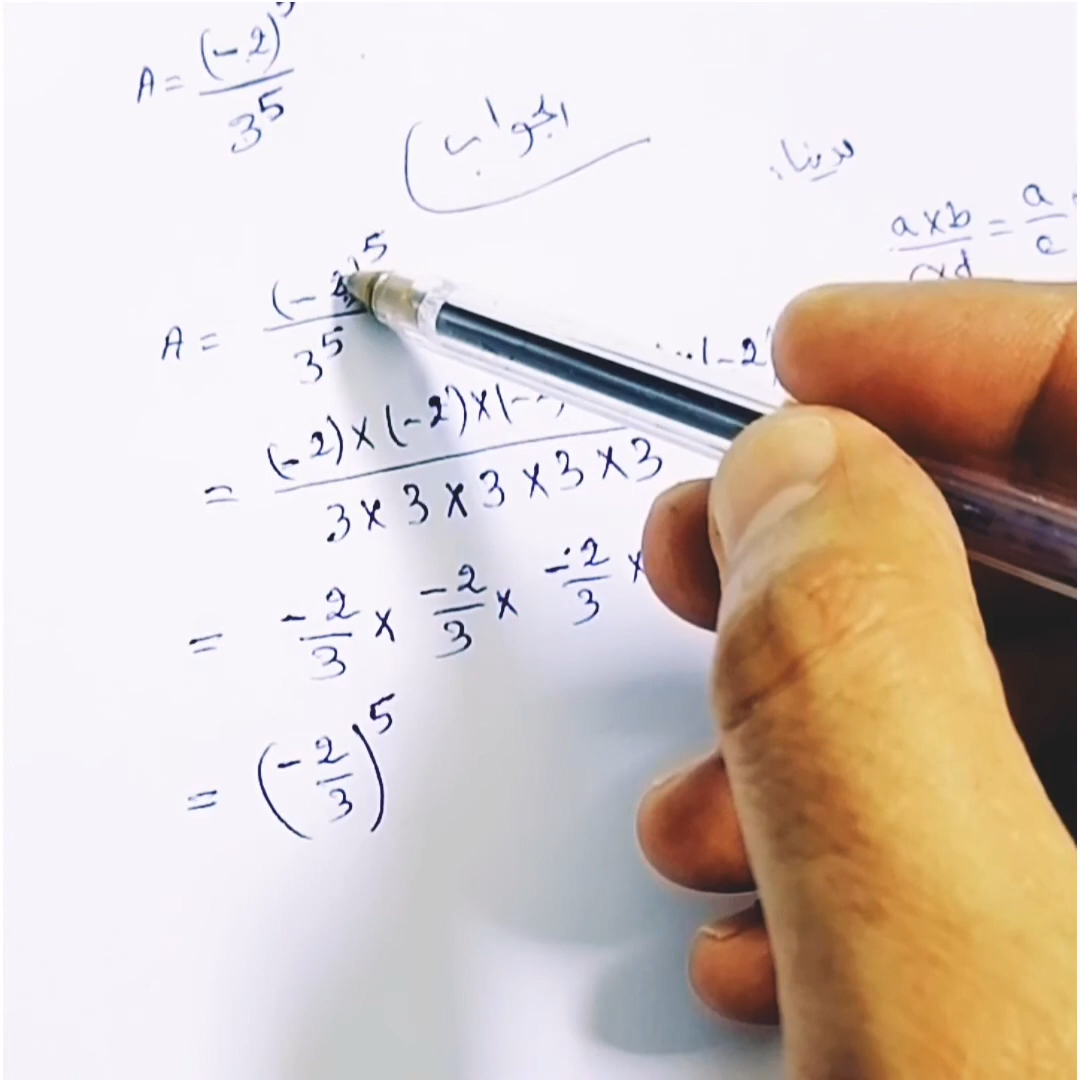 A = (-2)^5 / 3^5
الجواب
لدينا:
a×b / c×d = a / c
A = (-2)^5 / 3^5
= (-2)×(-2)×(-- ...(-2) / 3×3×3×3×3
= -2/3 × -2/3 × -2/3 ×
= (-2/3)^5